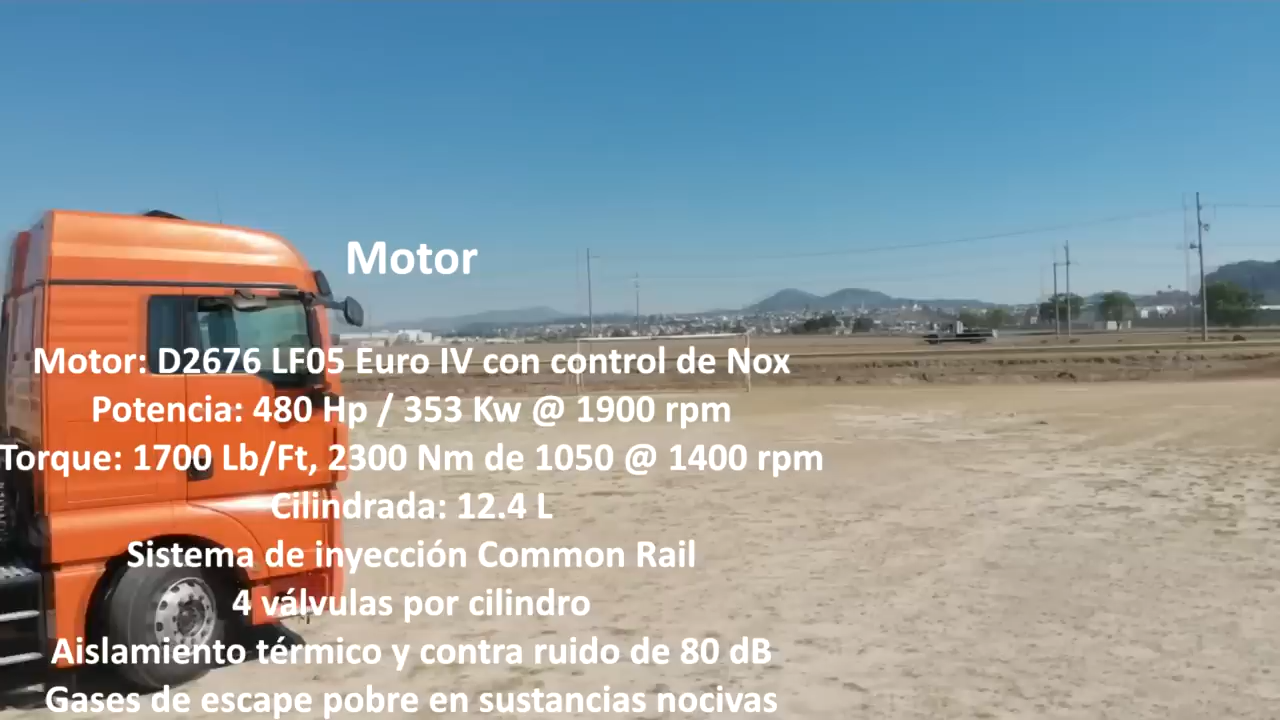 Motor
Motor: D2676 LF05 Euro IV con control de Nox
Potencia: 480 Hp / 353 Kw @ 1900 rpm
Torque: 1700 Lb/Ft, 2300 Nm de 1050 @ 1400 rpm
Cilindrada: 12.4 L
Sistema de inyección Common Rail
4 válvulas por cilindro
Aislamiento térmico y contra ruido de 80 dB
Gases de escape pobre en sustancias nocivas